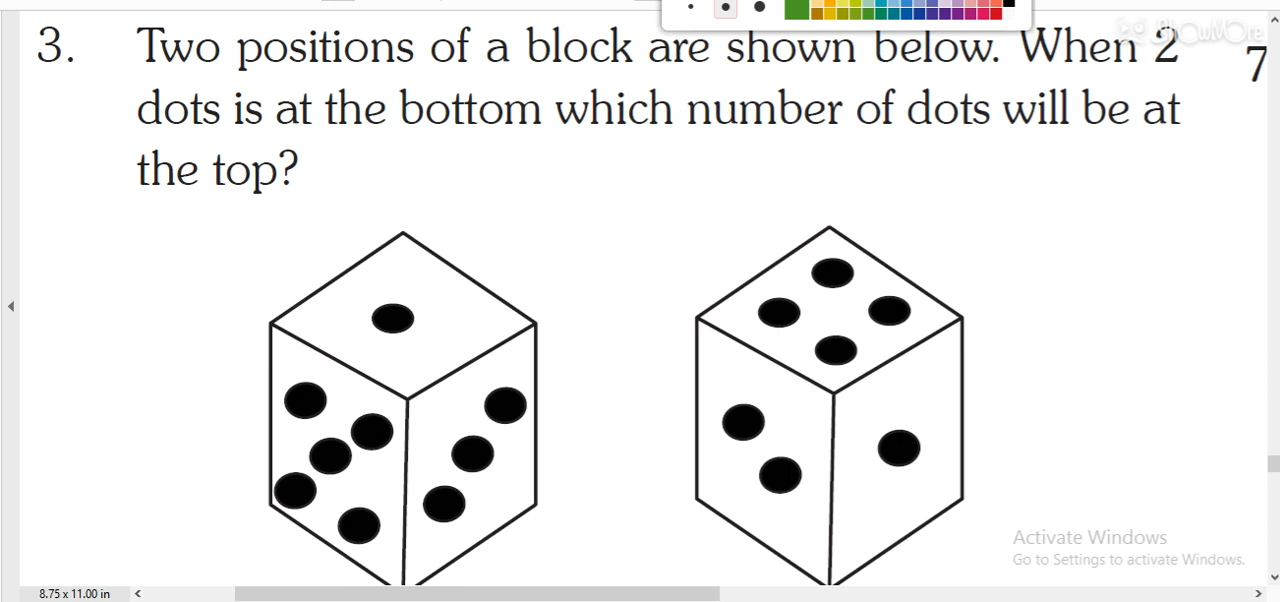 ShowMore
3. Two positions of a block are shown below. When 2 7
dots is at the bottom which number of dots will be at
the top?
Activate Windows
Go to Settings to activate Windows.
8.75 x 11.00 in